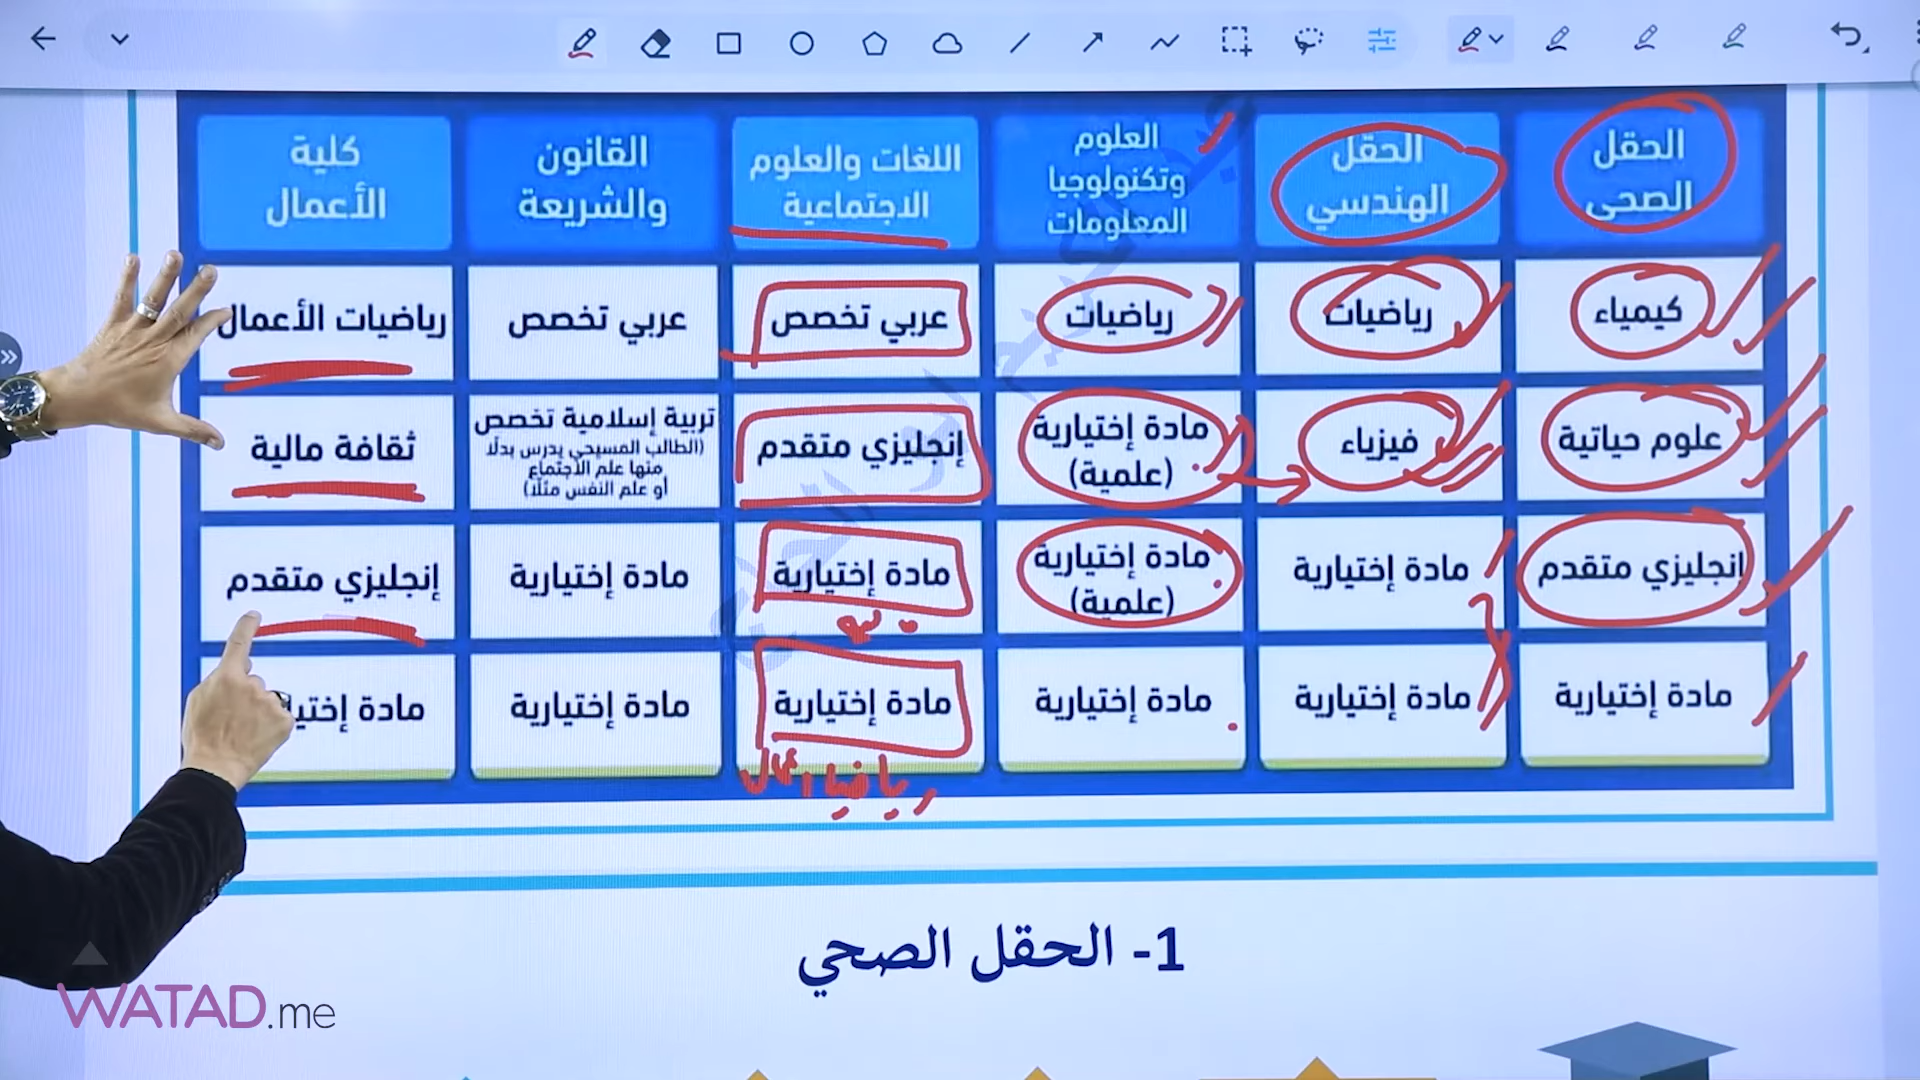 الحقل
الصحي
الحقل
الهندسي
العلوم
وتكنولوجيا
المعلومات
اللغات والعلوم
الاجتماعية
القانون
والشريعة
كلية
الأعمال
كيمياء
رياضيات
رياضيات
عربي تخصص
عربي تخصص
رياضيات الأعمال
علوم حياتية
فيزياء
مادة إختيارية
(علمية)
إنجليزي متقدم
تربية إسلامية تخصص
(الطالب المسيحي يدرس بدلًا
منها علم الاجتماع
أو علم النفس مثلًا)
ثقافة مالية
إنجليزي متقدم
مادة إختيارية
مادة إختيارية
(علمية)
مادة إختيارية
مادة إختيارية
إنجليزي متقدم
مادة إختيارية
مادة إختيارية
مادة إختيارية
مادة إختيارية
مادة إختيارية
مادة إختيا
1- الحقل الصحي
WATAD.me